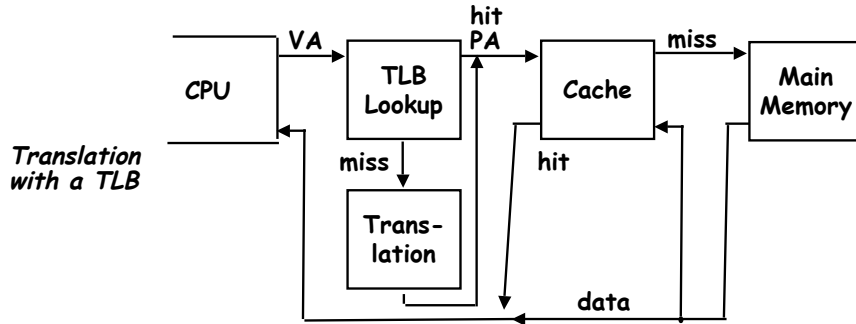 hit
VA
PA
miss
CPU
TLB
Lookup
Cache
Main
Memory
Translation
with a TLB
miss
hit
Trans-
lation
data